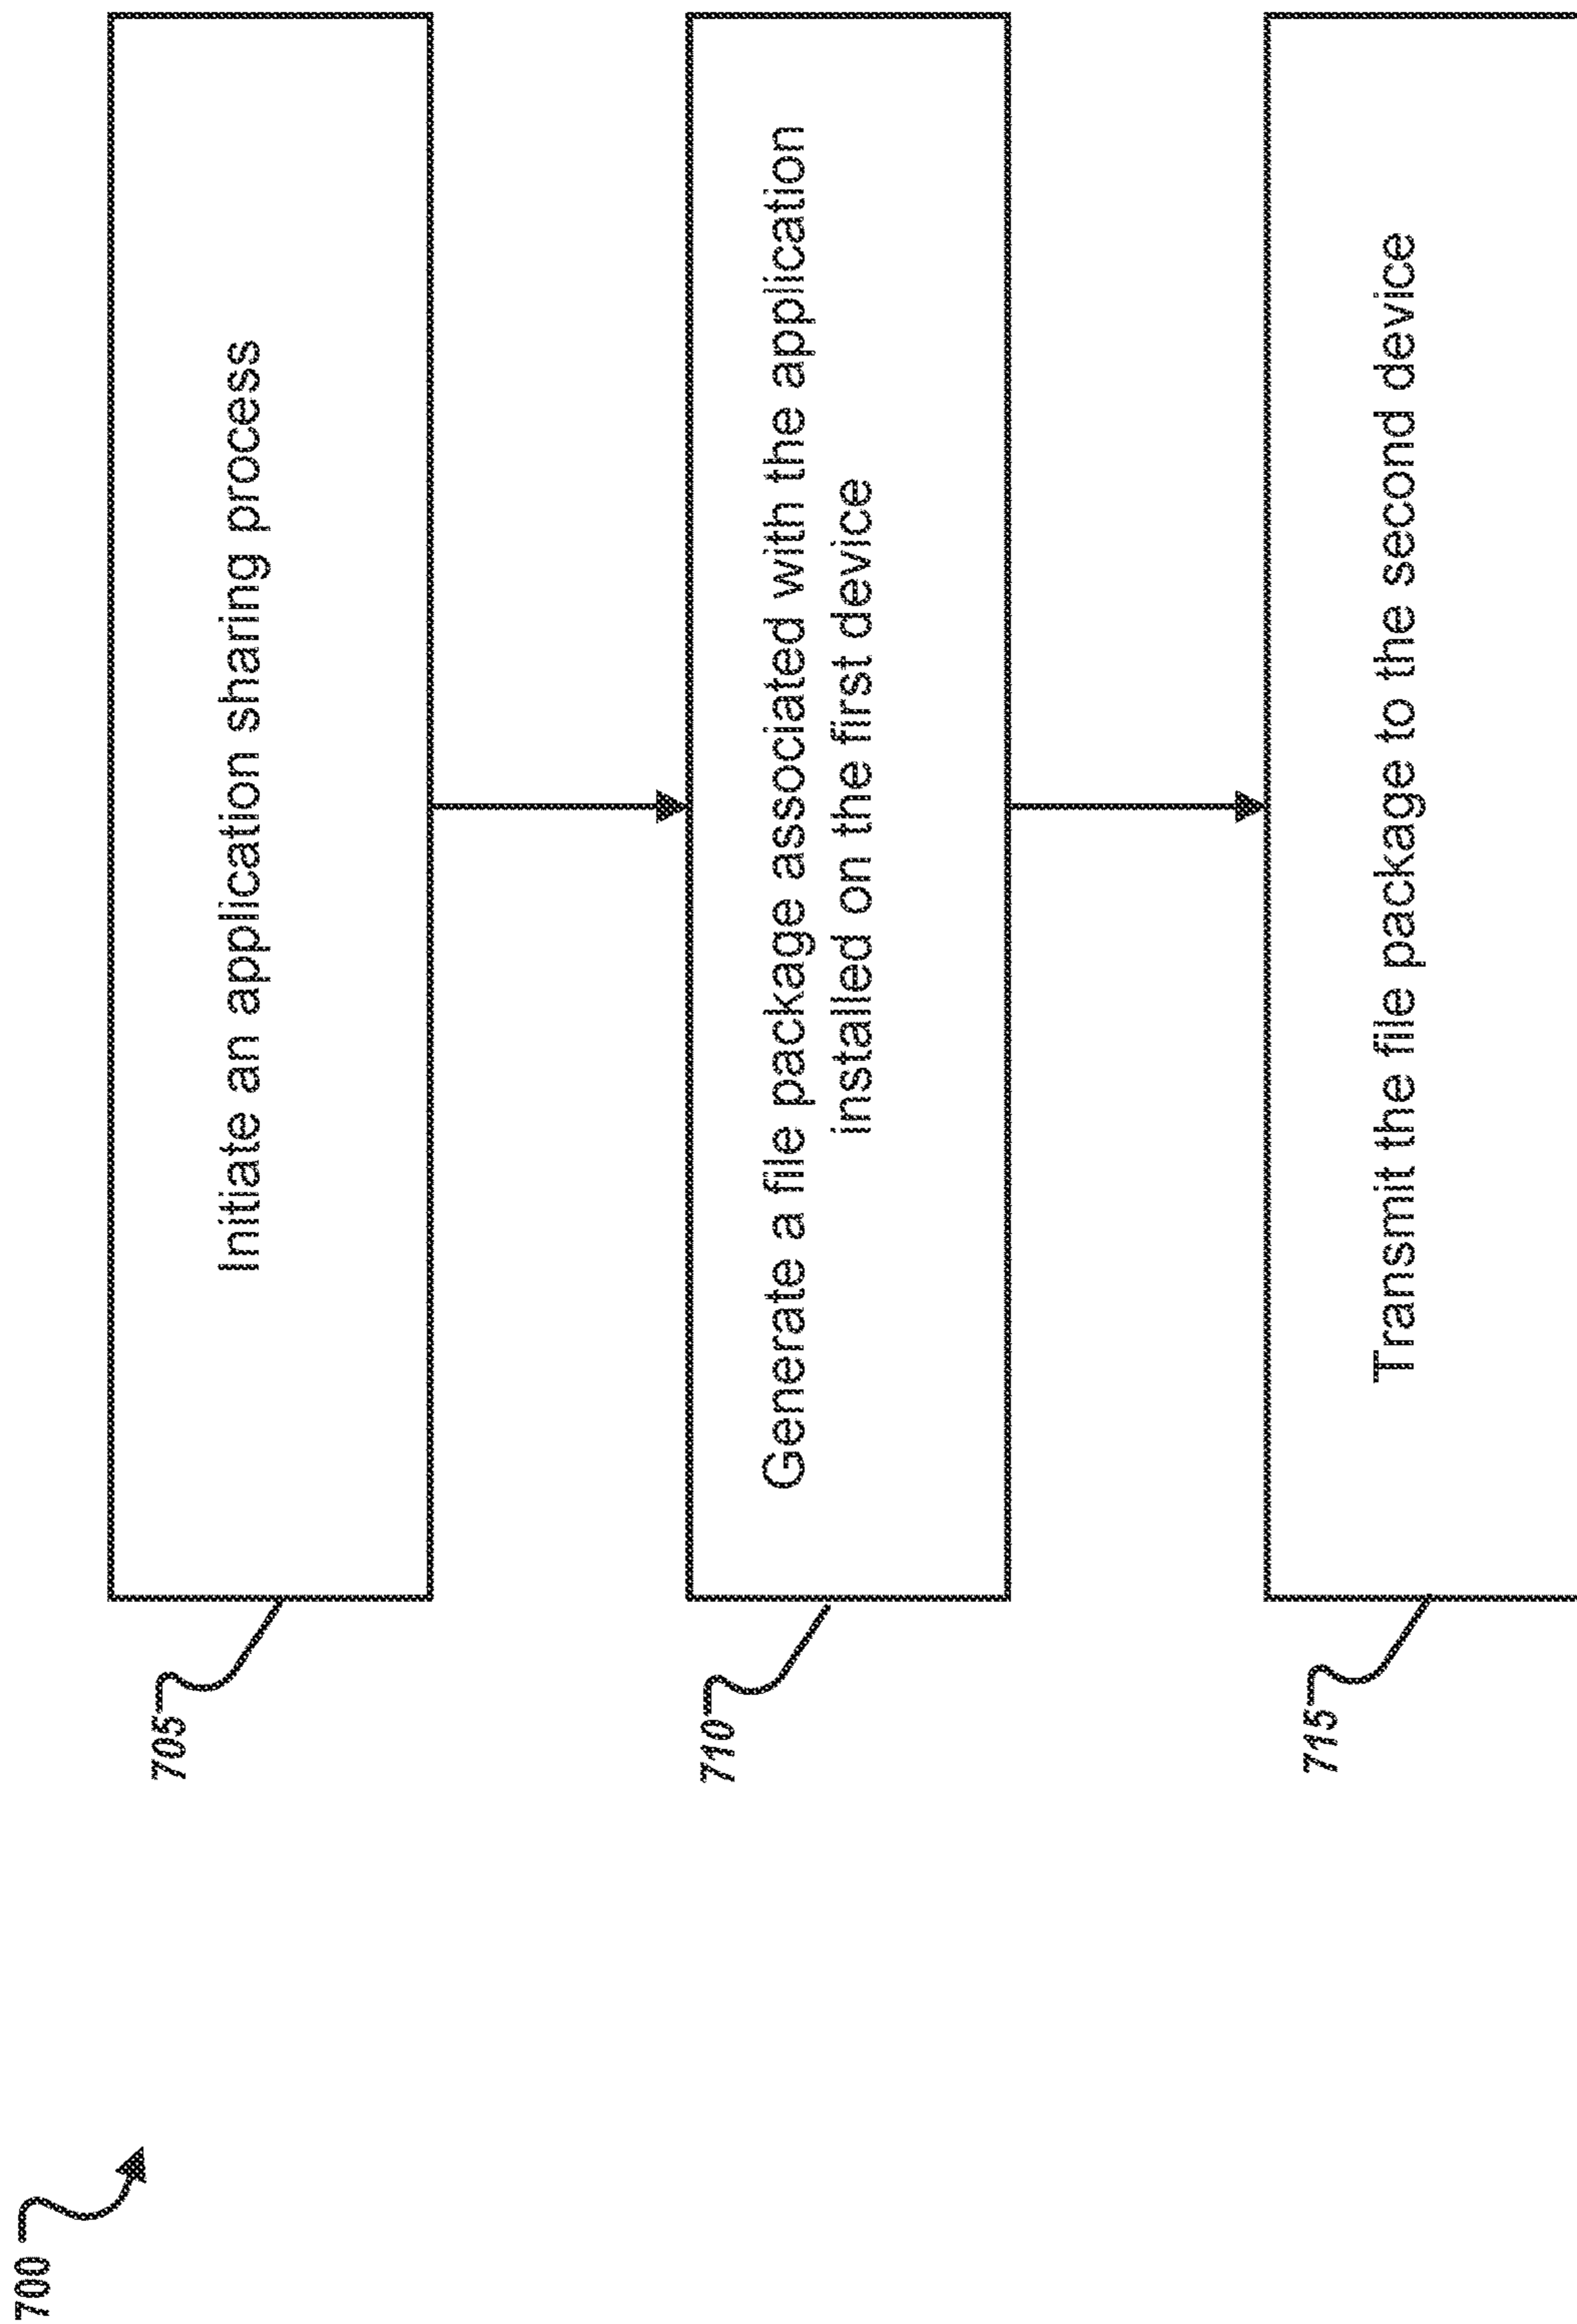 700
705
Initiate an application sharing process
710
Generate a file package associated with the application
installed on the first device
715
Transmit the file package to the second device